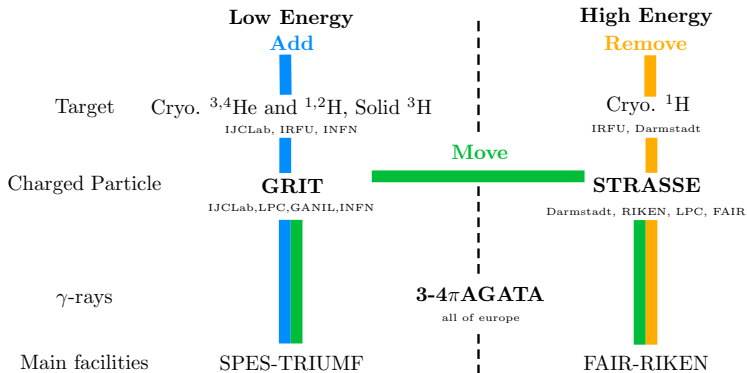 Low Energy
High Energy
Add
Remove
Target
Cryo. ³,⁴He and ¹,²H, Solid ³H
Cryo. ¹H
IJCLab, IRFU, INFN
IRFU, Darmstadt
Move
Charged Particle
GRIT
STRASSE
IJCLab,LPC,GANIL,INFN
Darmstadt, RIKEN, LPC, FAIR
γ-rays
3-4πAGATA
all of europe
Main facilities
SPES-TRIUMF
FAIR-RIKEN